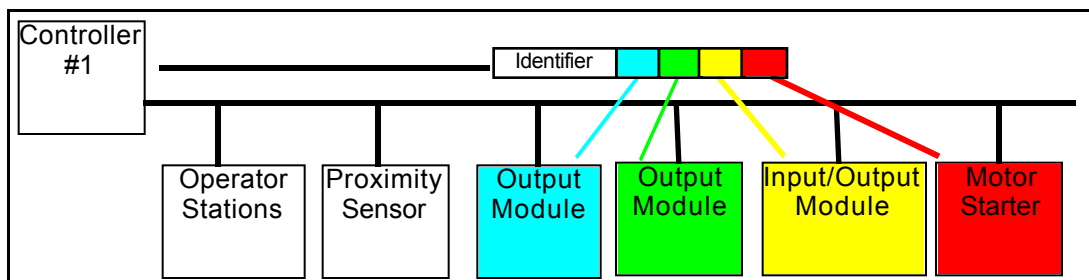 Controller
#1
Identifier
Operator
Stations
Proximity
Sensor
Output
Module
Output
Module
Input/Output
Module
Motor
Starter